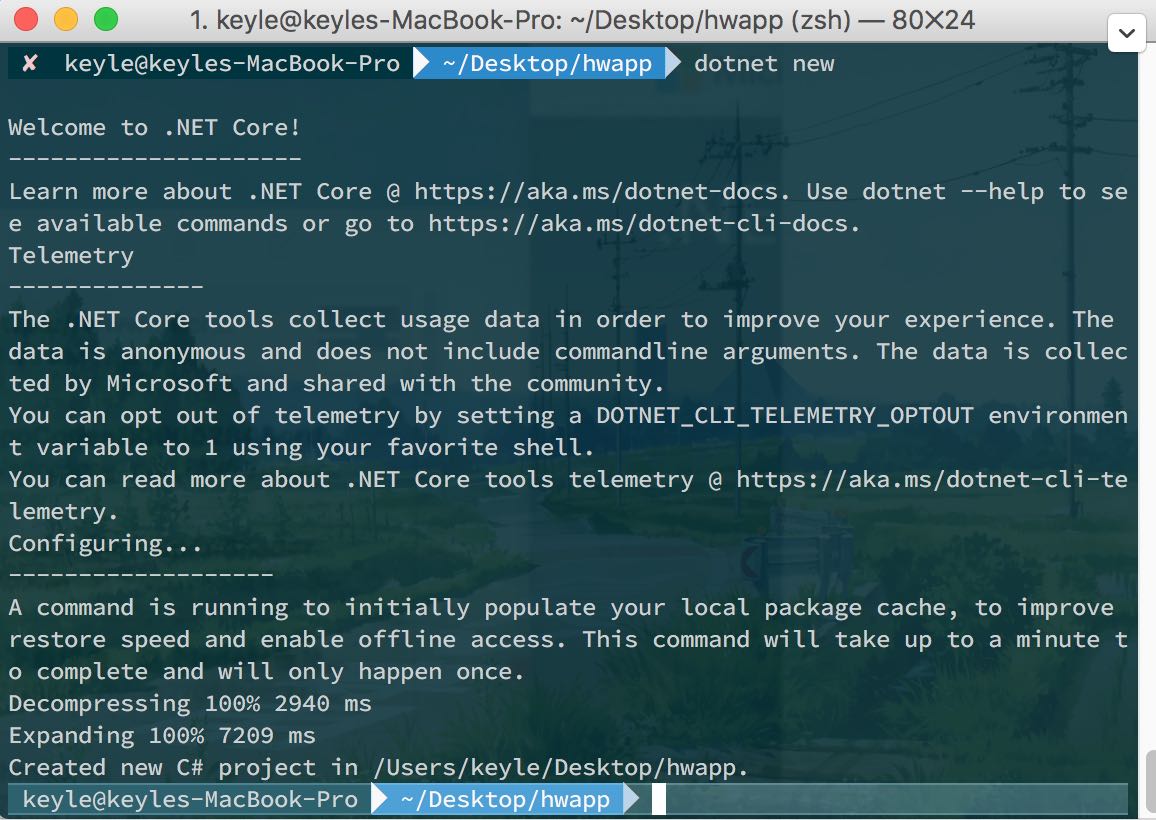 1. keyle@keyles-MacBook-Pro: ~/Desktop/hwapp (zsh) — 80×24
✘ keyle@keyles-MacBook-Pro ~/Desktop/hwapp dotnet new
Welcome to .NET Core!
---------------------
Learn more about .NET Core @ https://aka.ms/dotnet-docs. Use dotnet --help to se
e available commands or go to https://aka.ms/dotnet-cli-docs.
Telemetry
--------------
The .NET Core tools collect usage data in order to improve your experience. The
data is anonymous and does not include commandline arguments. The data is collec
ted by Microsoft and shared with the community.
You can opt out of telemetry by setting a DOTNET_CLI_TELEMETRY_OPTOUT environmen
t variable to 1 using your favorite shell.
You can read more about .NET Core tools telemetry @ https://aka.ms/dotnet-cli-te
lemetry.
Configuring...
-------------------
A command is running to initially populate your local package cache, to improve
restore speed and enable offline access. This command will take up to a minute t
o complete and will only happen once.
Decompressing 100% 2940 ms
Expanding 100% 7209 ms
Created new C# project in /Users/keyle/Desktop/hwapp.
keyle@keyles-MacBook-Pro ~/Desktop/hwapp